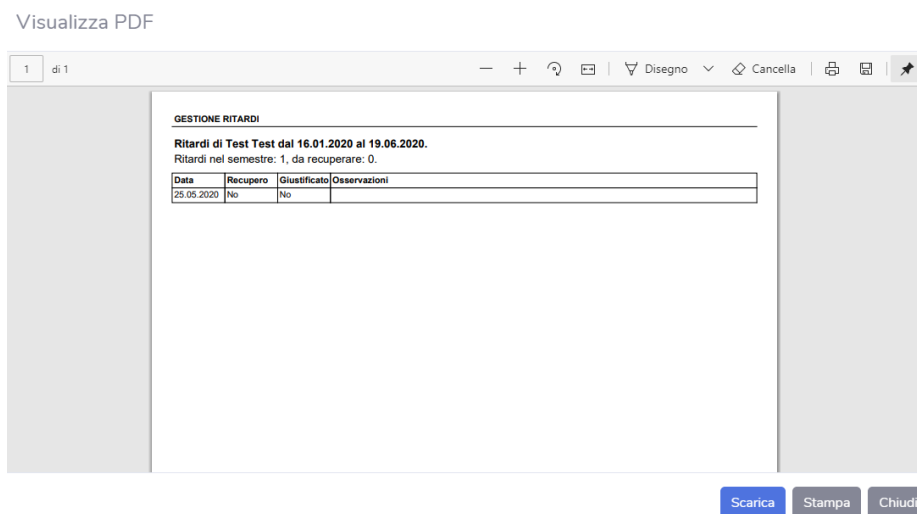 Visualizza PDF
1 di 1 Disegno Cancella
GESTIONE RITARDI
Ritardi di Test Test dal 16.01.2020 al 19.06.2020.
Ritardi nel semestre: 1, da recuperare: 0.
Data Recupero Giustificato Osservazioni
25.05.2020 No No
Scarica Stampa Chiudi